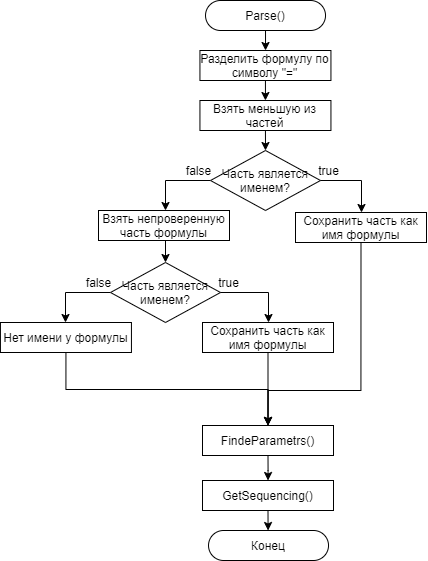 Parse()
Разделить формулу по
символу "="
Взять меньшую из
частей
Часть является
именем?
false
true
Взять непроверенную
часть формулы
Сохранить часть как
имя формулы
Часть является
именем?
false
true
Нет имени у формулы
Сохранить часть как
имя формулы
FindeParametrs()
GetSequencing()
Конец